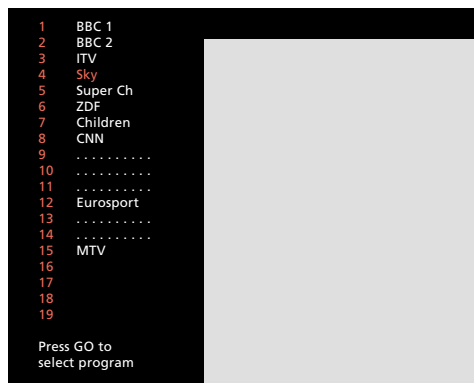 1 BBC 1
2 BBC 2
3 ITV
4 Sky
5 Super Ch
6 ZDF
7 Children
8 CNN
9 . . . . . . . . . .
10 . . . . . . . . . .
11 . . . . . . . . . .
12 Eurosport
13 . . . . . . . . . .
14 . . . . . . . . . .
15 MTV
16
17
18
19
Press GO to
select program